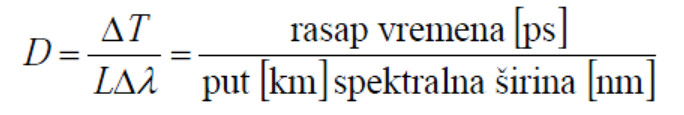 D = ΔT / LΔλ = rasap vremena [ps] / put [km] spektralna širina [nm]